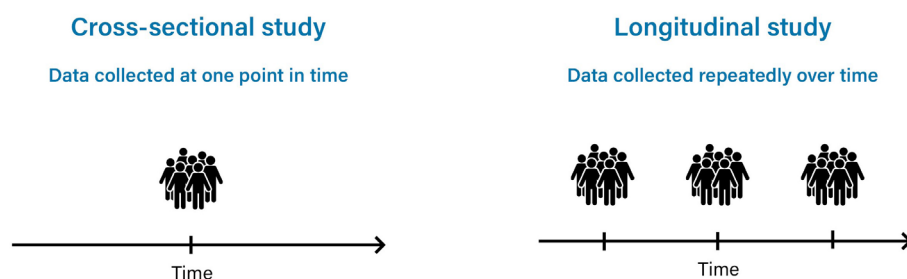 Cross-sectional study
Data collected at one point in time
Time
Longitudinal study
Data collected repeatedly over time
Time